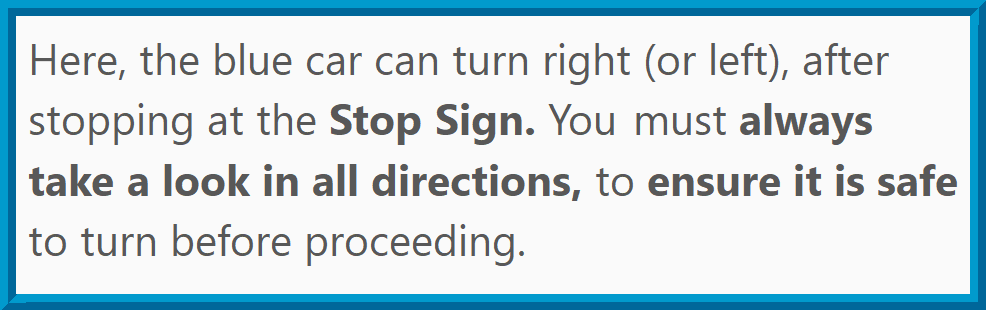 Here, the blue car can turn right (or left), after
stopping at the Stop Sign. You must always
take a look in all directions, to ensure it is safe
to turn before proceeding.